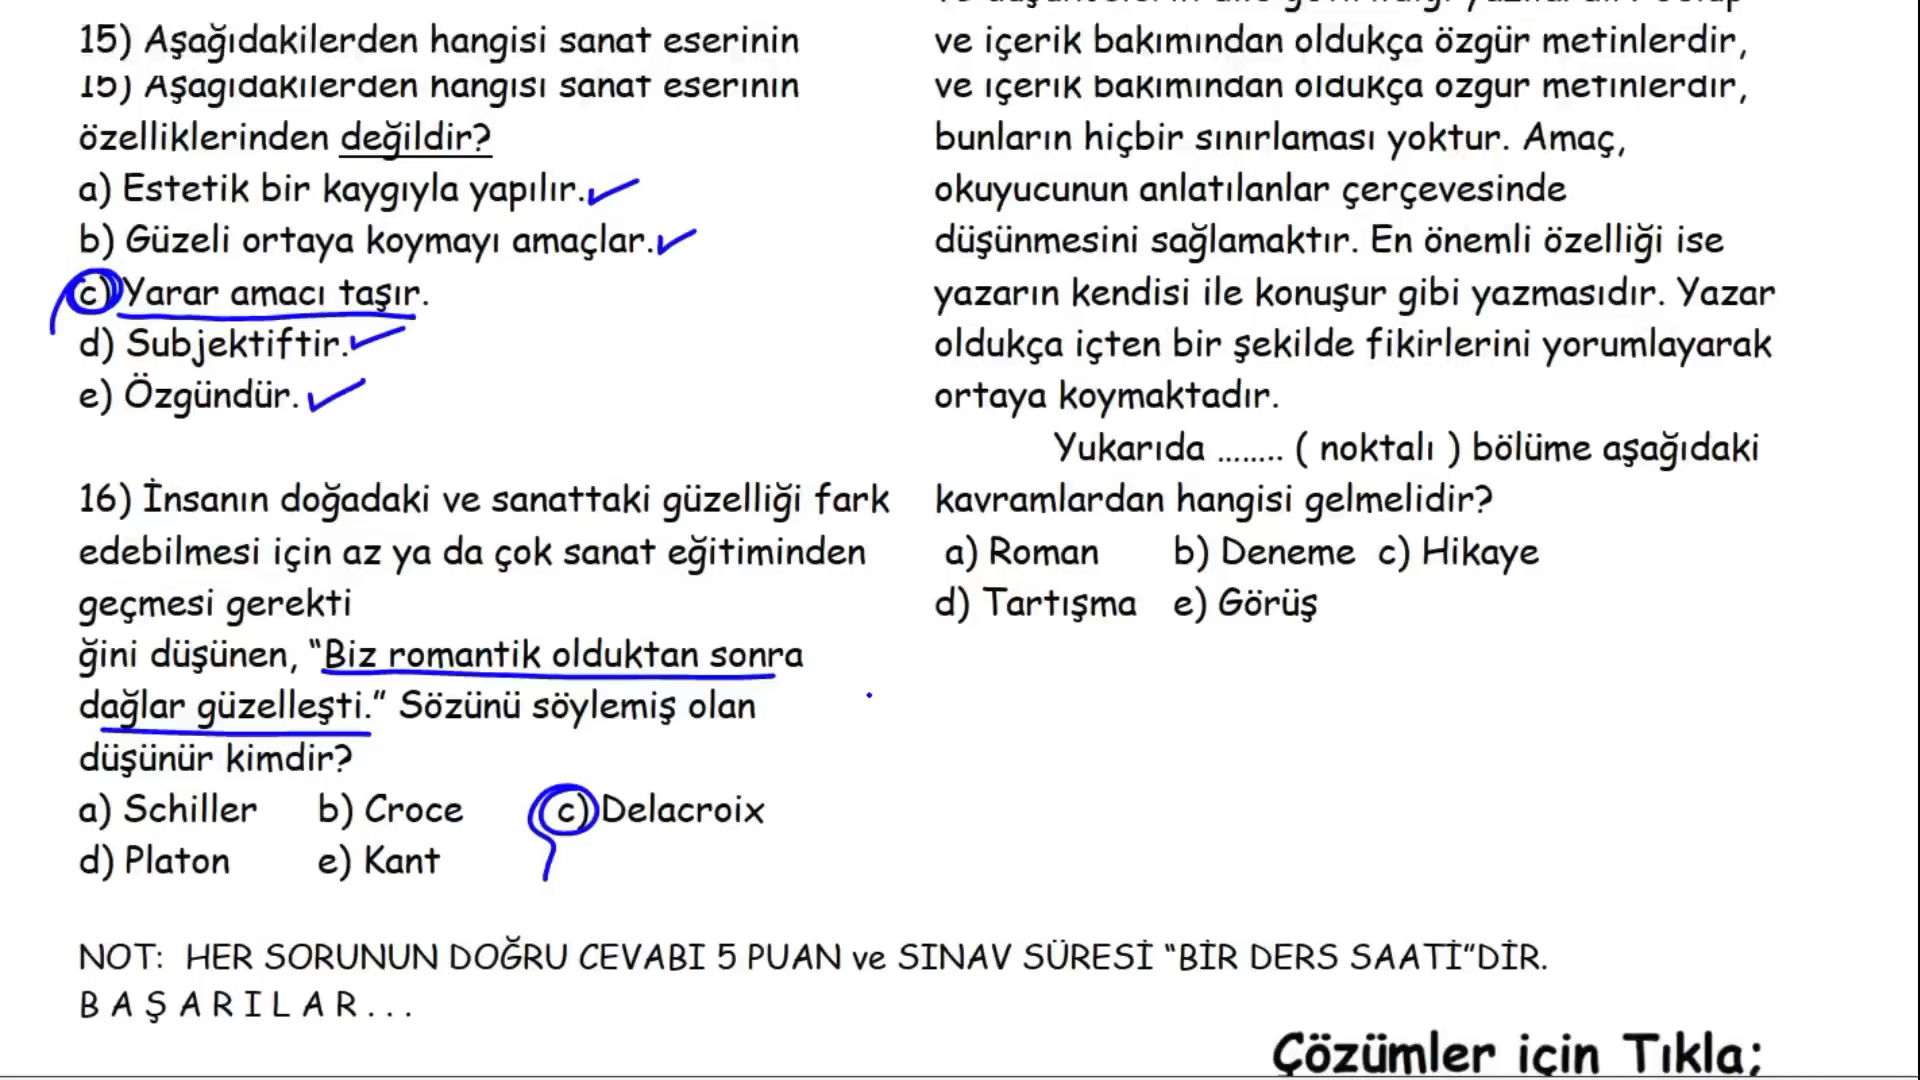 15) Aşağıdakilerden hangisi sanat eserinin
15) Aşağıdakilerden hangisi sanat eserinin
özelliklerinden değildir?
a) Estetik bir kaygıyla yapılır.
b) Güzeli ortaya koymayı amaçlar.
c) Yarar amacı taşır.
d) Subjektiftir.
e) Özgündür.
16) İnsanın doğadaki ve sanattaki güzelliği fark
edebilmesi için az ya da çok sanat eğitiminden
geçmesi gerekti
ğini düşünen, “Biz romantik olduktan sonra
dağlar güzelleşti.” Sözünü söylemiş olan
düşünür kimdir?
a) Schiller b) Croce c) Delacroix
d) Platon e) Kant
ve içerik bakımından oldukça özgür metinlerdir,
ve içerik bakımından oldukça özgür metinlerdir,
bunların hiçbir sınırlaması yoktur. Amaç,
okuyucunun anlatılanlar çerçevesinde
düşünmesini sağlamaktır. En önemli özelliği ise
yazarın kendisi ile konuşur gibi yazmasıdır. Yazar
oldukça içten bir şekilde fikirlerini yorumlayarak
ortaya koymaktadır.
Yukarıda …….. ( noktalı ) bölüme aşağıdaki
kavramlardan hangisi gelmelidir?
a) Roman b) Deneme c) Hikaye
d) Tartışma e) Görüş
NOT: HER SORUNUN DOĞRU CEVABI 5 PUAN ve SINAV SÜRESİ “BİR DERS SAATİ”DİR.
B A Ş A R I L A R . . .
Çözümler için Tıkla;